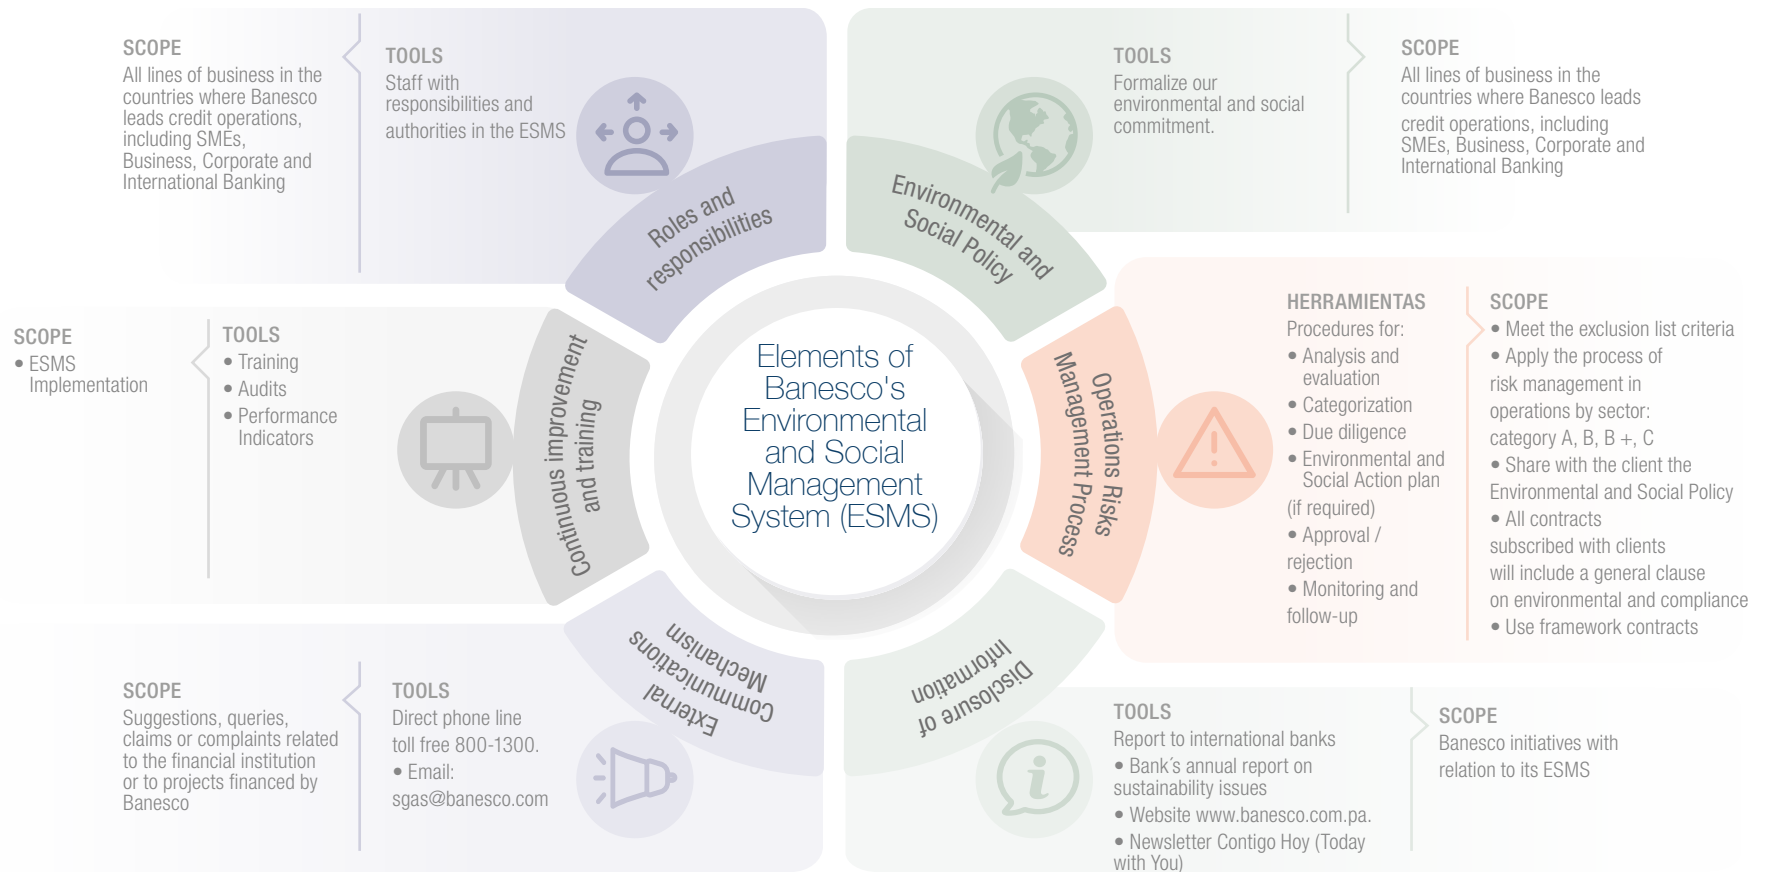 SCOPE
All lines of business in the
countries where Banesco
leads credit operations,
including SMEs,
Business, Corporate and
International Banking
TOOLS
Staff with
responsibilities and
authorities in the ESMS
Roles and
responsibilities
TOOLS
Formalize our
environmental and social
commitment.
SCOPE
All lines of business in the
countries where Banesco leads
credit operations, including
SMEs, Business, Corporate and
International Banking
Environmental and
Social Policy
SCOPE
• ESMS
Implementation
TOOLS
• Training
• Audits
• Performance
Indicators
Continuous improvement
and training
Elements of
Banesco's
Environmental
and Social
Management
System (ESMS)
Operations Risks
Management Process
HERRAMIENTAS
Procedures for:
• Analysis and
evaluation
• Categorization
• Due diligence
• Environmental and
Social Action plan
(if required)
• Approval /
rejection
• Monitoring and
follow-up
SCOPE
• Meet the exclusion list criteria
• Apply the process of
risk management in
operations by sector:
category A, B, B +, C
• Share with the client the
Environmental and Social Policy
• All contracts
subscribed with clients
will include a general clause
on environmental and compliance
• Use framework contracts
SCOPE
Suggestions, queries,
claims or complaints related
to the financial institution
or to projects financed by
Banesco
TOOLS
Direct phone line
toll free 800-1300.
• Email:
sgas@banesco.com
External
Communications
Mechanism
Disclosure of
Information
i
TOOLS
Report to international banks
• Bank´s annual report on
sustainability issues
• Website www.banesco.com.pa.
• Newsletter Contigo Hoy (Today
with You)
SCOPE
Banesco initiatives with
relation to its ESMS